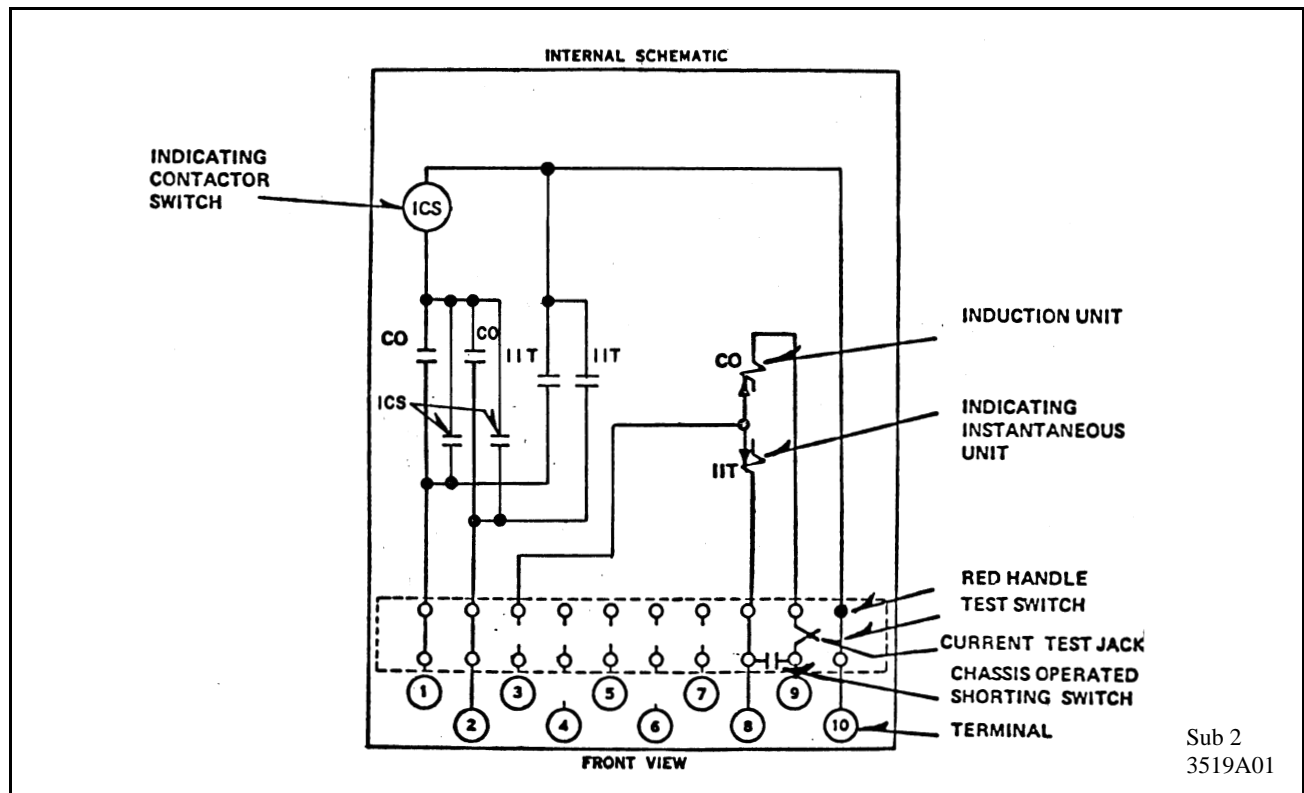 INTERNAL SCHEMATIC
INDICATING
CONTACTOR
SWITCH
ICS
CO
CO
IIT
IIT
ICS
CO
IIT
INDUCTION UNIT
INDICATING
INSTANTANEOUS
UNIT
RED HANDLE
TEST SWITCH
CURRENT TEST JACK
CHASSIS OPERATED
SHORTING SWITCH
TERMINAL
1
3
5
7
9
2
4
6
8
10
FRONT VIEW
Sub 2
3519A01